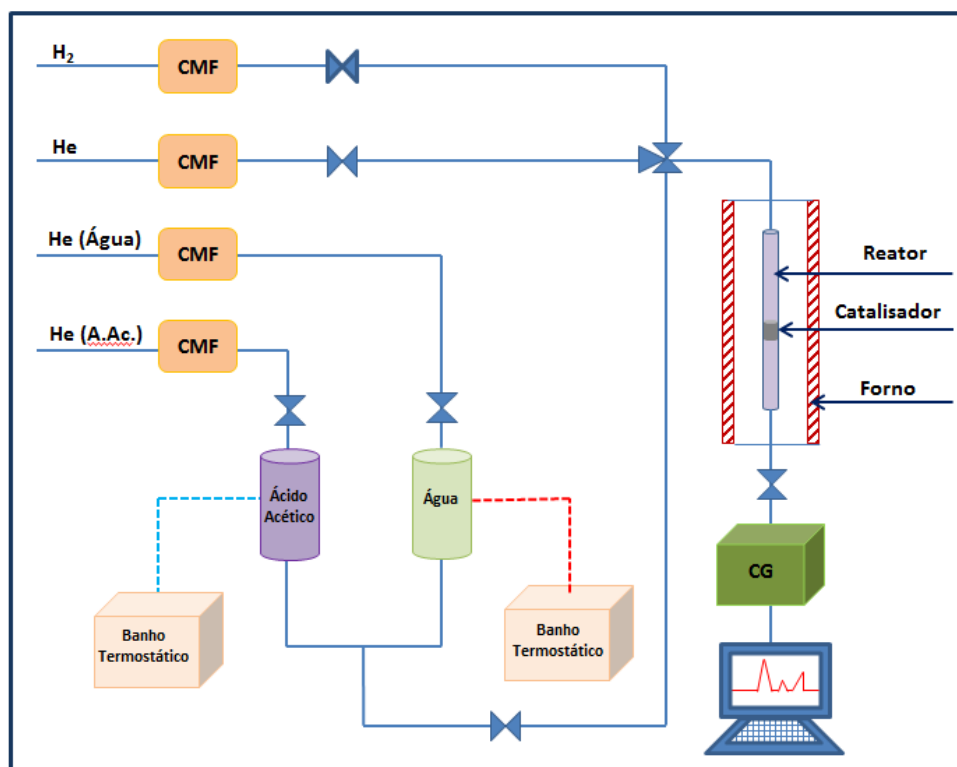 H₂
CMF
He
CMF
He (Água)
CMF
He (A.Ac.)
CMF
Reator
Catalisador
Forno
Ácido
Acético
Água
Banho
Termostático
Banho
Termostático
CG